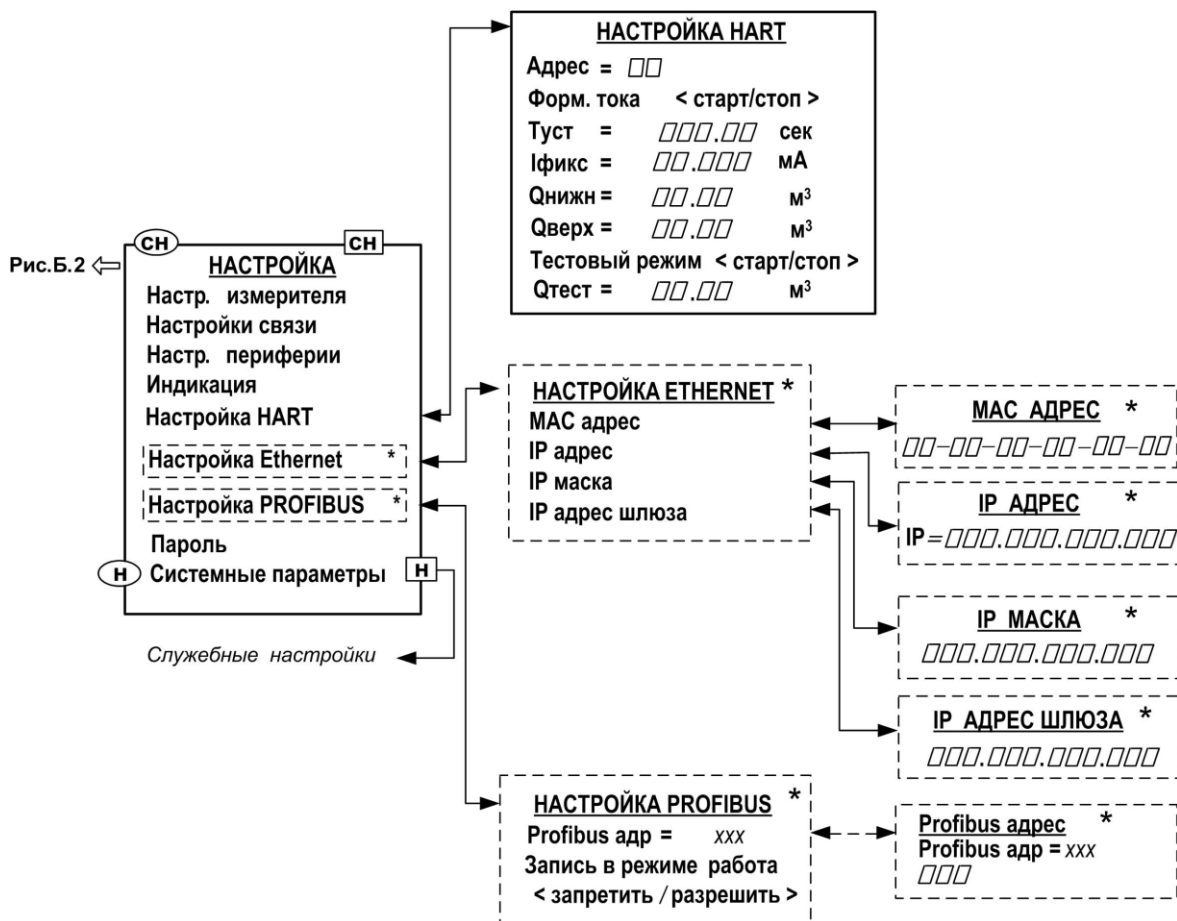 НАСТРОЙКА HART
Адрес = ▯▯
Форм. тока < старт/стоп >
Туст = ▯▯▯.▯▯ сек
Iфикс = ▯▯.▯▯▯ мА
Qнижн = ▯▯.▯▯ м³
Qверх = ▯▯.▯▯ м³
Тестовый режим < старт/стоп >
Qтест = ▯▯.▯▯ м³
Рис.Б.2
СН СН
НАСТРОЙКА
Настр. измерителя
Настройки связи
Настр. периферии
Индикация
Настройка HART
Настройка Ethernet *
Настройка PROFIBUS *
Пароль
Н Системные параметры Н
Служебные настройки
НАСТРОЙКА ETHERNET *
MAC адрес
IP адрес
IP маска
IP адрес шлюза
MAC АДРЕС *
▯▯–▯▯–▯▯–▯▯–▯▯–▯▯
IP АДРЕС *
IP=▯▯▯.▯▯▯.▯▯▯.▯▯▯
IP МАСКА *
▯▯▯.▯▯▯.▯▯▯.▯▯▯
IP АДРЕС ШЛЮЗА *
▯▯▯.▯▯▯.▯▯▯.▯▯▯
НАСТРОЙКА PROFIBUS *
Profibus адр = xxx
Запись в режиме работа
< запретить / разрешить >
Profibus адрес *
Profibus адр = xxx
▯▯▯